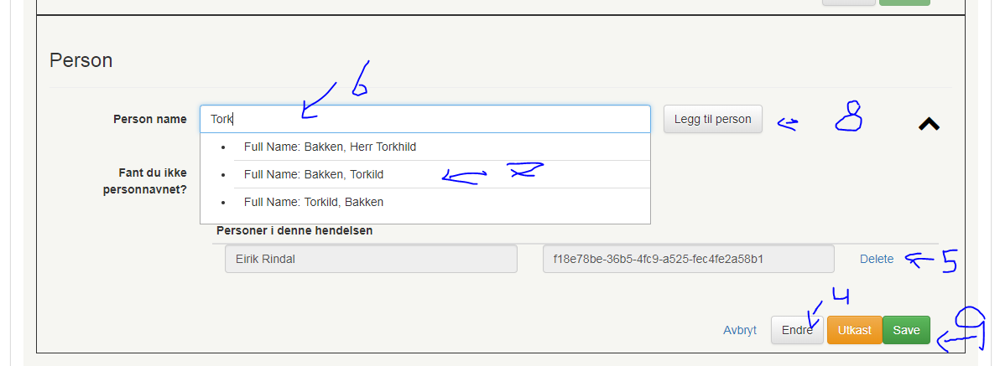 Person
6
Person name Tork Legg til person 8
Full Name: Bakken, Herr Torkhild
Fant du ikke personnavnet?
Full Name: Bakken, Torkild 7
Full Name: Torkild, Bakken
Personer i denne hendelsen
Eirik Rindal f18e78be-36b5-4fc9-a525-fec4fe2a58b1 Delete 5
4
Avbryt Endre Utkast Save 9